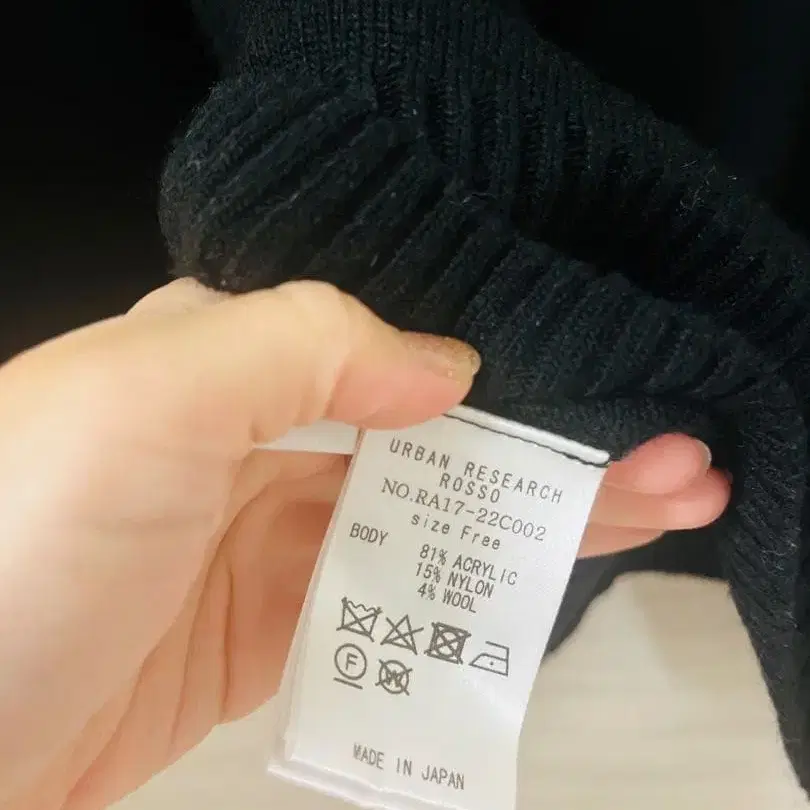 URBAN RESEARCH
ROSSO
NO.RA17-22C002
size Free
BODY 81% ACRYLIC
15% NYLON
4% WOOL
F W
MADE IN JAPAN